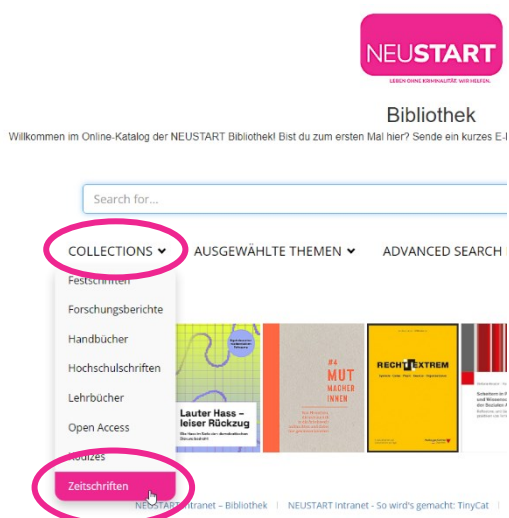 NEUSTART
LEBEN OHNE KRIMINALITÄT. WIR HELFEN.
Bibliothek
Willkommen im Online-Katalog der NEUSTART Bibliothek! Bist du zum ersten Mal hier? Sende ein kurzes E-
Search for...
COLLECTIONS AUSGEWÄHLTE THEMEN ADVANCED SEARCH
Festschriften
Forschungsberichte
Handbücher
Hochschulschriften
Lehrbücher
Open Access
Zeitschriften
Lauter Hass –
leiser Rückzug
#4
MUT
MACHER
INNEN
RECHTEXTREM
NEUSTART Intranet – Bibliothek | NEUSTART Intranet - So wird's gemacht: TinyCat |